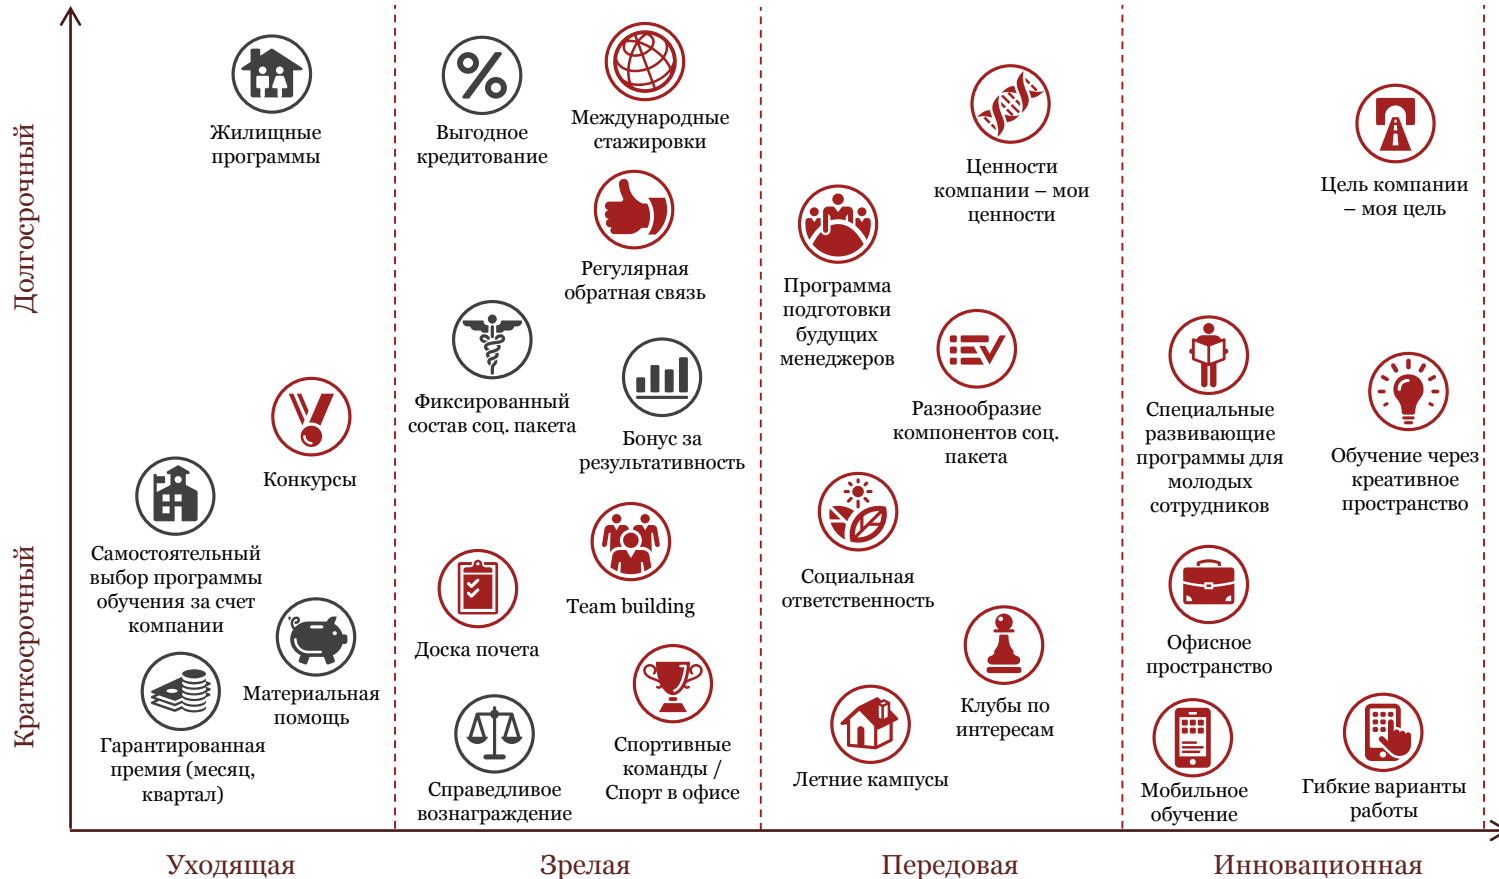 Долгосрочный
Краткосрочный
Жилищные
программы
Конкурсы
Самостоятельный
выбор программы
обучения за счет
компании
Материальная
помощь
Гарантированная
премия (месяц,
квартал)
Выгодное
кредитование
Международные
стажировки
Регулярная
обратная связь
Фиксированный
состав соц. пакета
Бонус за
результативность
Team building
Доска почета
Спортивные
команды /
Спорт в офисе
Справедливое
вознаграждение
Ценности
компании – мои
ценности
Программа
подготовки
будущих
менеджеров
Разнообразие
компонентов соц.
пакета
Социальная
ответственность
Клубы по
интересам
Летние кампусы
Цель компании
– моя цель
Специальные
развивающие
программы для
молодых
сотрудников
Обучение через
креативное
пространство
Офисное
пространство
Мобильное
обучение
Гибкие варианты
работы
Уходящая
Зрелая
Передовая
Инновационная